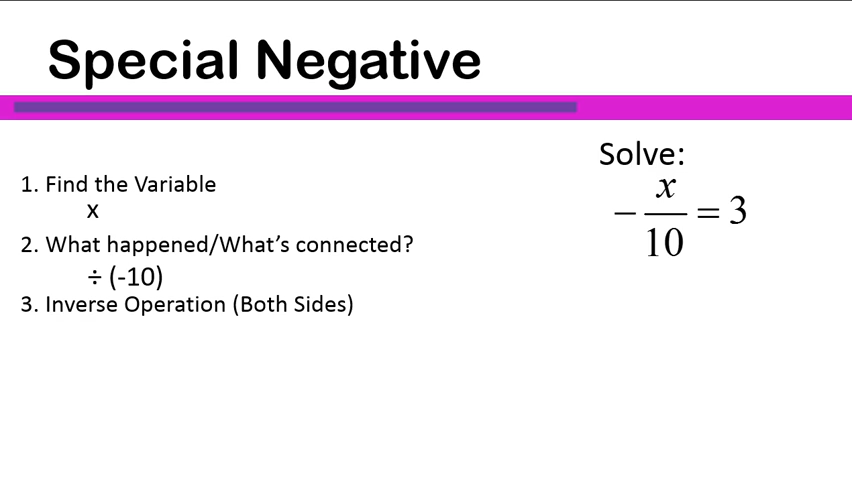 Special Negative
1. Find the Variable
x
2. What happened/What's connected?
÷ (-10)
3. Inverse Operation (Both Sides)
Solve:
x
− = 3
10